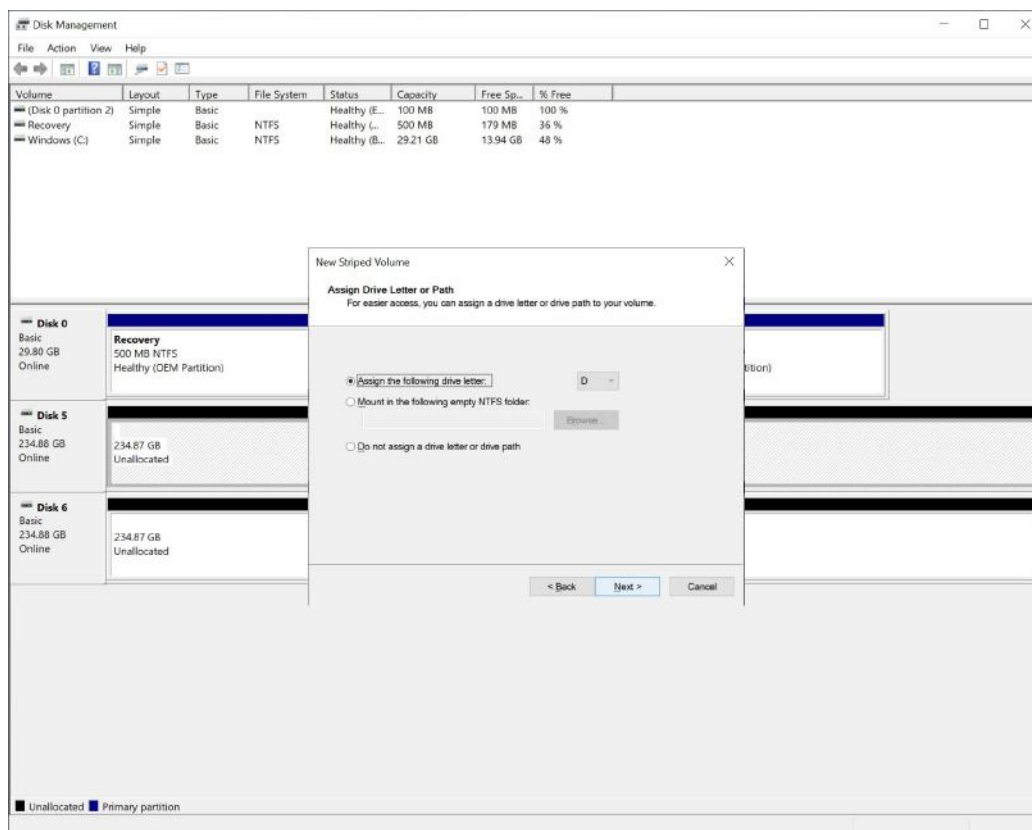 Disk Management
File Action View Help
Volume Layout Type File System Status Capacity Free Sp... % Free
(Disk 0 partition 2) Simple Basic Healthy (E... 100 MB 100 MB 100 %
Recovery Simple Basic NTFS Healthy (... 500 MB 179 MB 36 %
Windows (C:) Simple Basic NTFS Healthy (B... 29.21 GB 13.94 GB 48 %
New Striped Volume
Assign Drive Letter or Path
For easier access, you can assign a drive letter or drive path to your volume.
Assign the following drive letter: D
Mount in the following empty NTFS folder:
Browse...
Do not assign a drive letter or drive path
< Back Next > Cancel
Disk 0
Basic
29.80 GB
Online
Recovery
500 MB NTFS
Healthy (OEM Partition)
tition)
Disk 5
Basic
234.88 GB
Online
234.87 GB
Unallocated
Disk 6
Basic
234.88 GB
Online
234.87 GB
Unallocated
Unallocated Primary partition